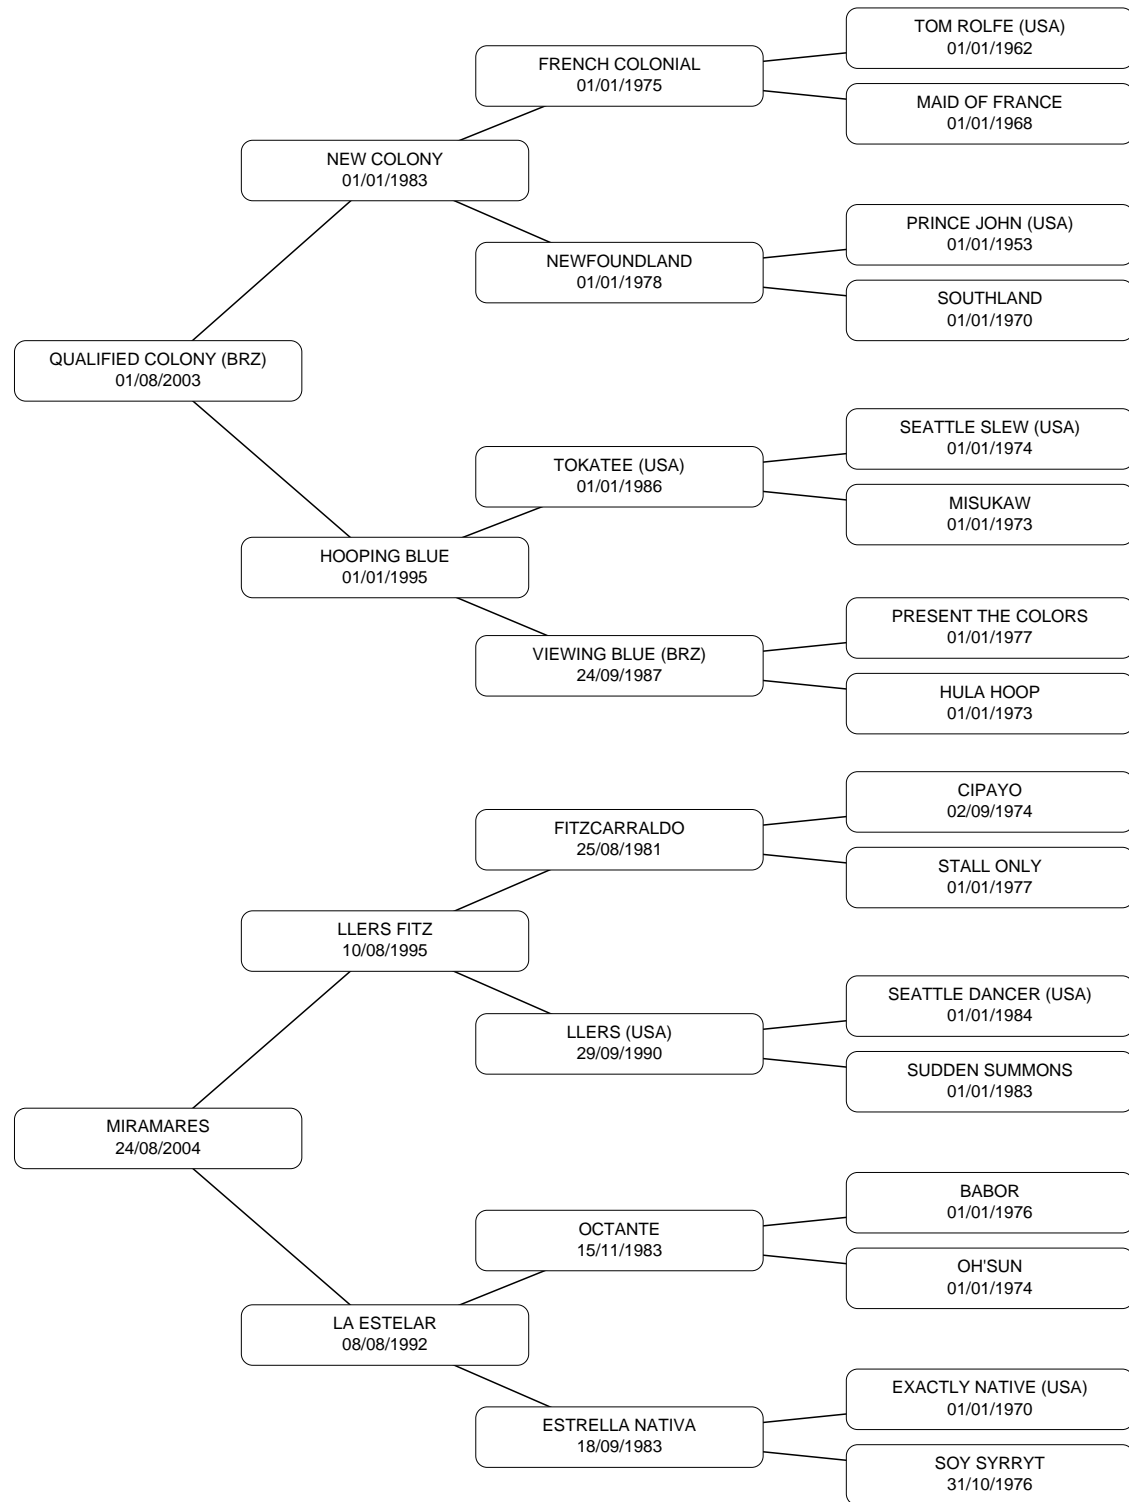 TOM ROLFE (USA)
01/01/1962
FRENCH COLONIAL
01/01/1975
MAID OF FRANCE
01/01/1968
NEW COLONY
01/01/1983
PRINCE JOHN (USA)
01/01/1953
NEWFOUNDLAND
01/01/1978
SOUTHLAND
01/01/1970
QUALIFIED COLONY (BRZ)
01/08/2003
SEATTLE SLEW (USA)
01/01/1974
TOKATEE (USA)
01/01/1986
MISUKAW
01/01/1973
HOOPING BLUE
01/01/1995
PRESENT THE COLORS
01/01/1977
VIEWING BLUE (BRZ)
24/09/1987
HULA HOOP
01/01/1973
CIPAYO
02/09/1974
FITZCARRALDO
25/08/1981
STALL ONLY
01/01/1977
LLERS FITZ
10/08/1995
SEATTLE DANCER (USA)
01/01/1984
LLERS (USA)
29/09/1990
SUDDEN SUMMONS
01/01/1983
MIRAMARES
24/08/2004
BABOR
01/01/1976
OCTANTE
15/11/1983
OH'SUN
01/01/1974
LA ESTELAR
08/08/1992
EXACTLY NATIVE (USA)
01/01/1970
ESTRELLA NATIVA
18/09/1983
SOY SYRRYT
31/10/1976